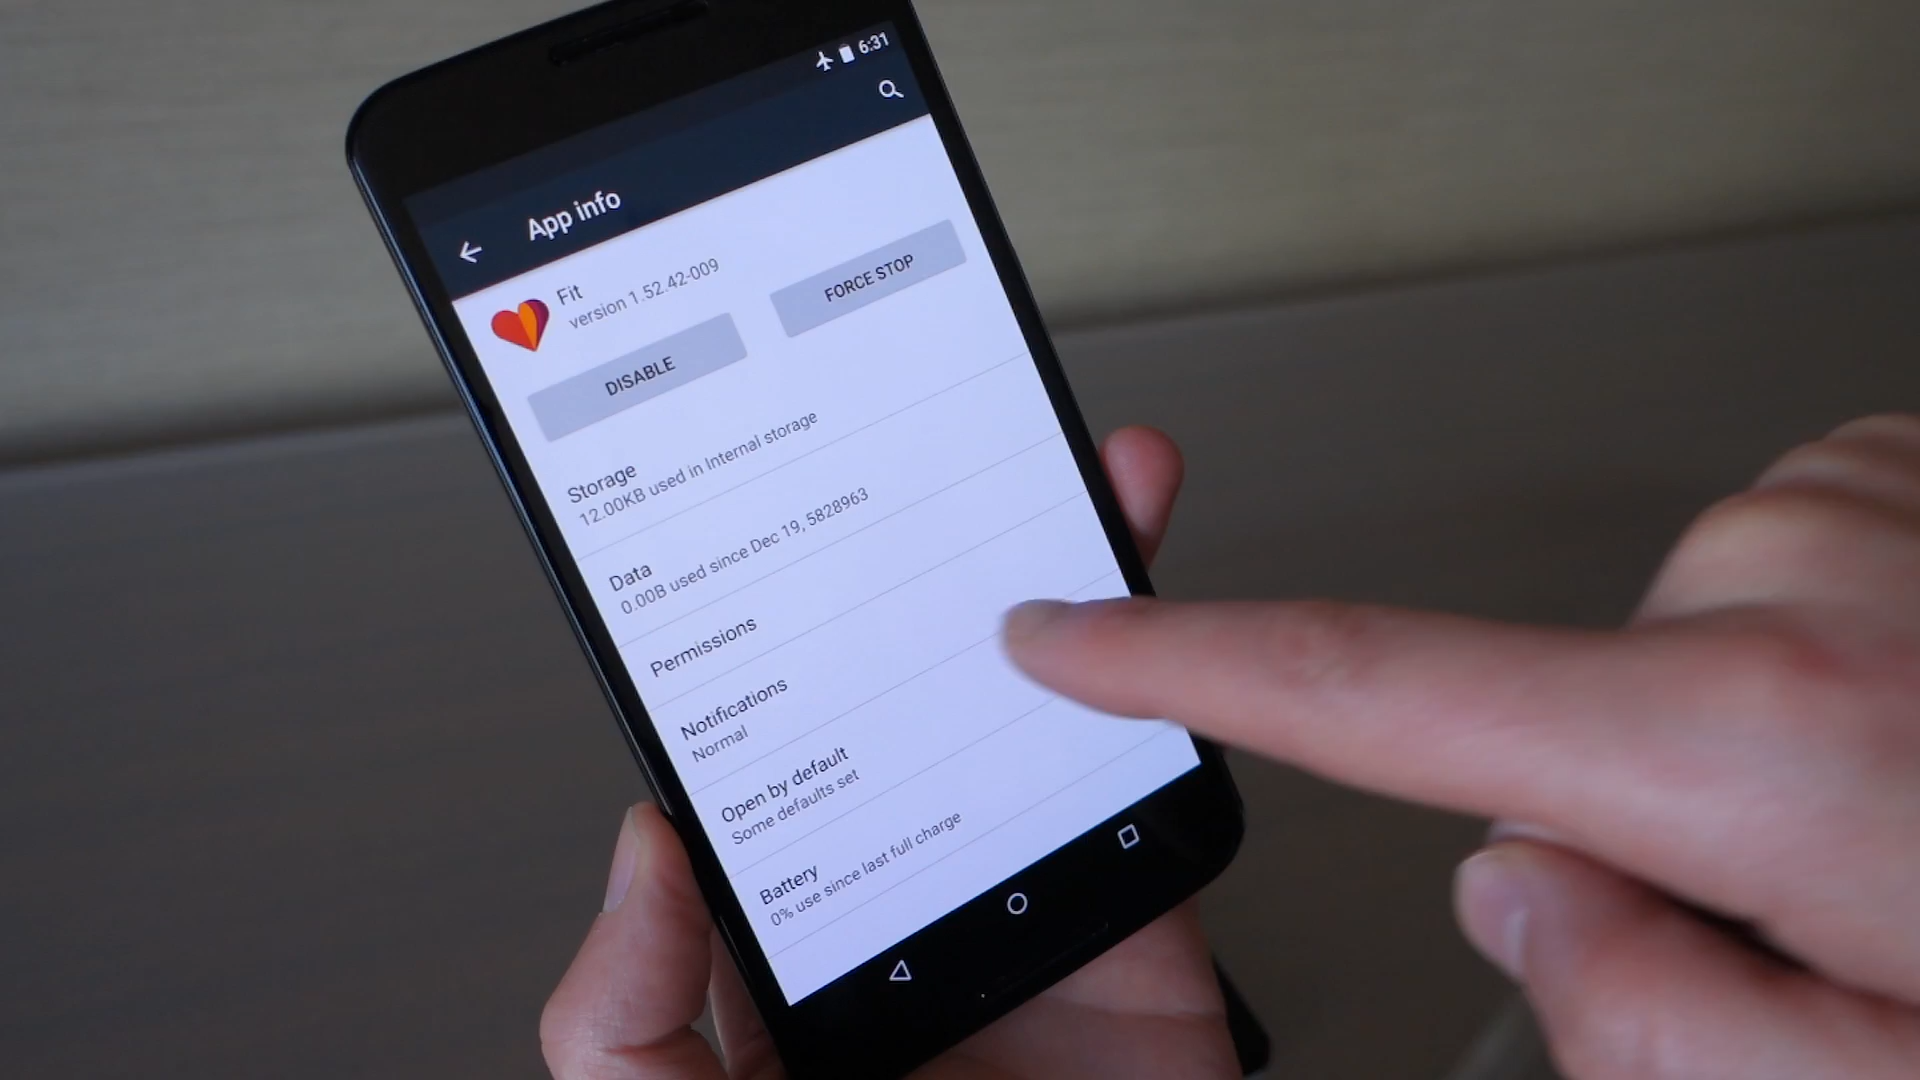 6:31
App info
Fit
version 1.52.42-009
DISABLE
FORCE STOP
Storage
12.00KB used in Internal storage
Data
0.00B used since Dec 19, 5828963
Permissions
Notifications
Normal
Open by default
Some defaults set
Battery
0% use since last full charge